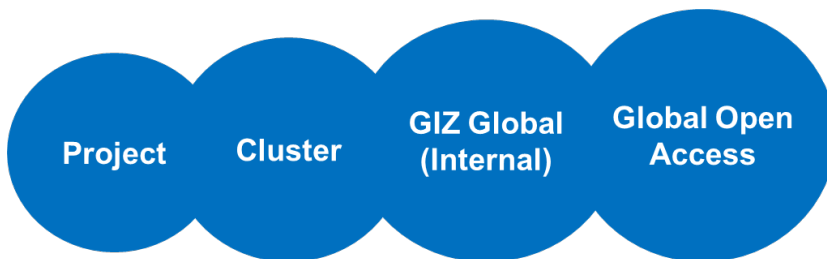 Project
Cluster
GIZ Global
(Internal)
Global Open
Access